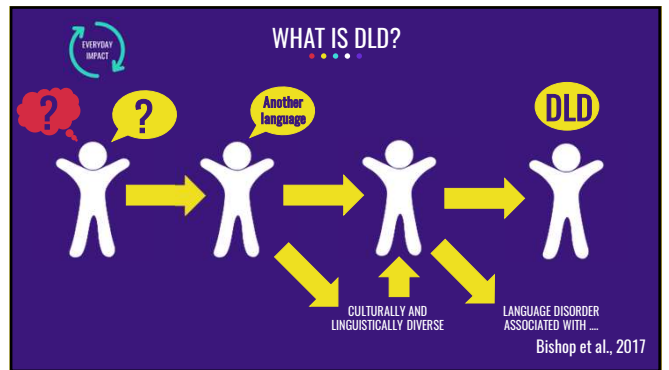 EVERYDAY
IMPACT
WHAT IS DLD?
?
?
Another
language
DLD
CULTURALLY AND
LINGUISTICALLY DIVERSE
LANGUAGE DISORDER
ASSOCIATED WITH ....
Bishop et al., 2017